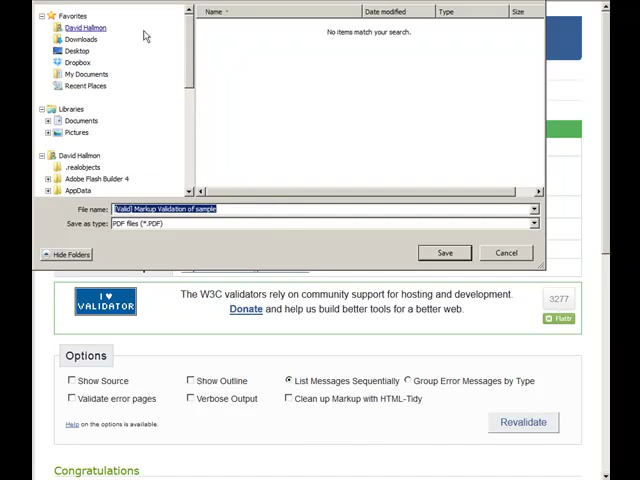 Favorites
David Hallmon
Downloads
Desktop
Dropbox
My Documents
Recent Places
Libraries
Documents
Pictures
David Hallmon
.realobjects
Adobe Flash Builder 4
AppData
Name Date modified Type Size
No items match your search.
File name: [Valid] Markup Validation of sample
Save as type: PDF files (*.PDF)
Hide Folders Save Cancel
I ♥
VALIDATOR
The W3C validators rely on community support for hosting and development.
Donate and help us build better tools for a better web.
3277
Flattr
Options
Show Source Show Outline List Messages Sequentially Group Error Messages by Type
Validate error pages Verbose Output Clean up Markup with HTML-Tidy
Help on the options is available.
Revalidate
Congratulations